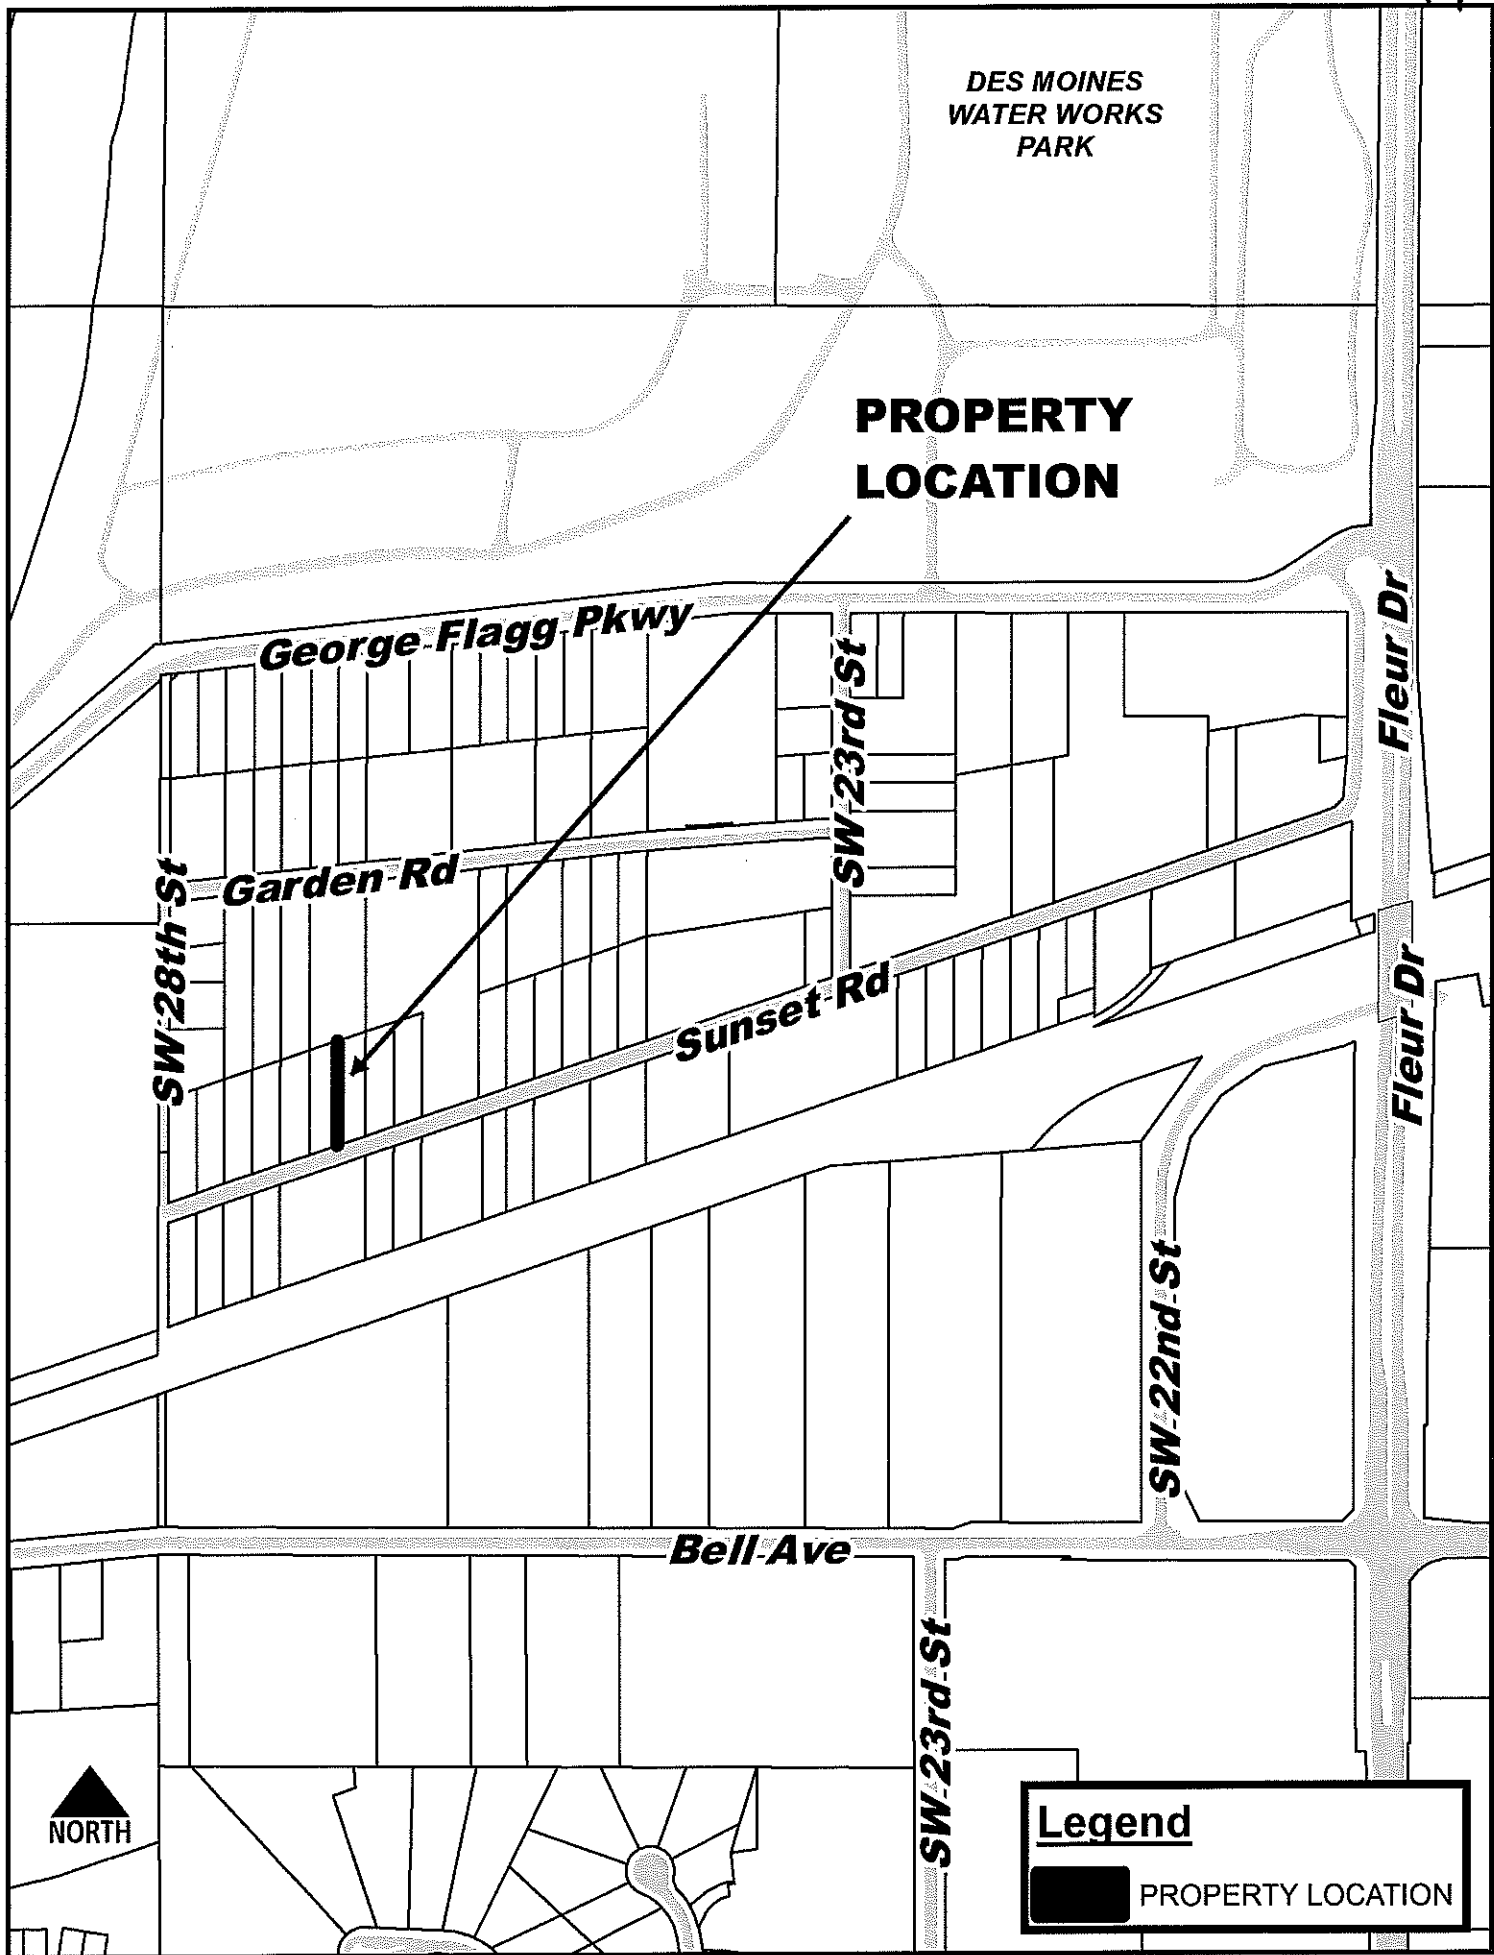 DES MOINES
WATER WORKS
PARK
PROPERTY
LOCATION
George Flagg Pkwy
Fleur Dr
SW 23rd St
Garden Rd
SW 28th St
Sunset Rd
Fleur Dr
SW 22nd St
Bell Ave
SW 23rd St
NORTH
Legend
PROPERTY LOCATION